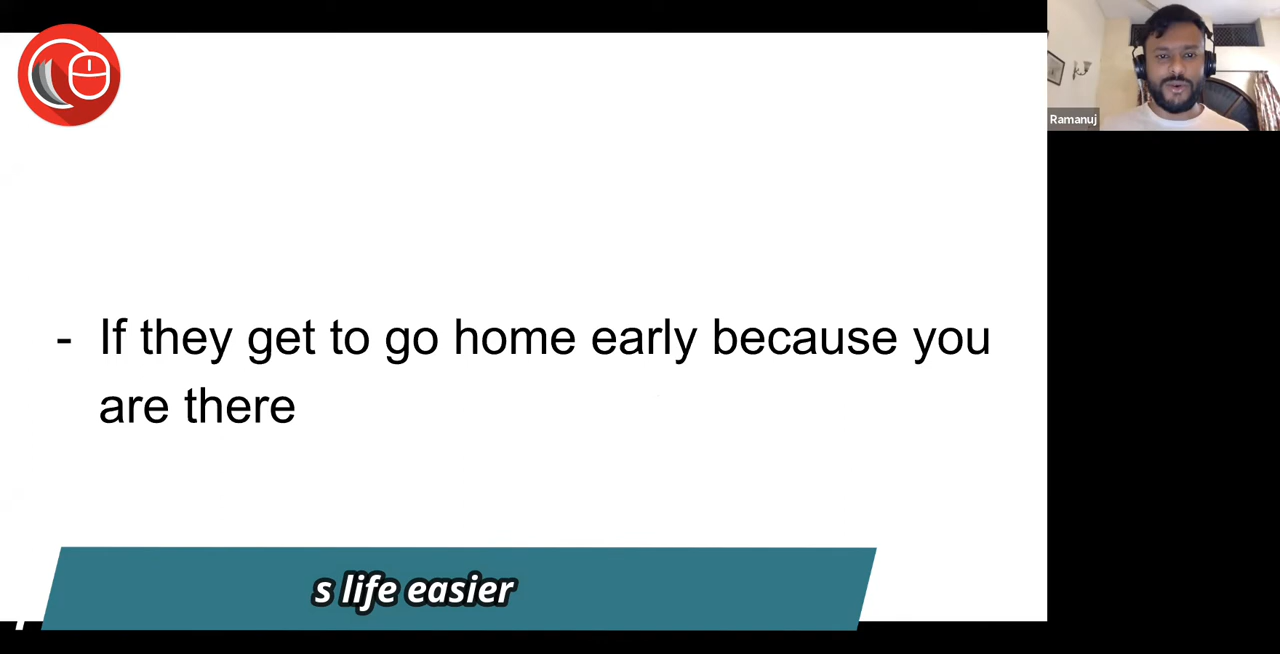 Ramanuj
- If they get to go home early because you
are there
s life easier